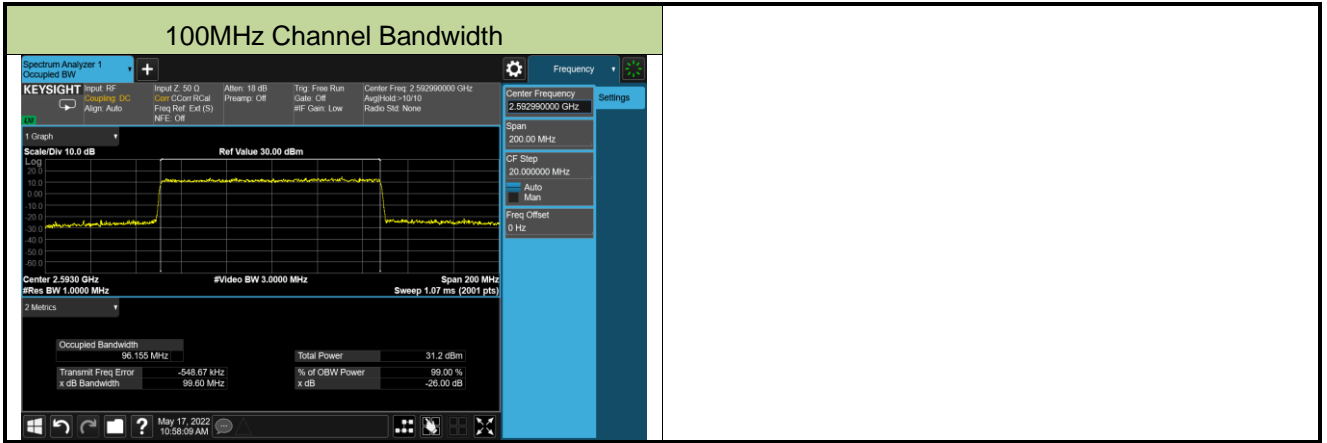 100MHz Channel Bandwidth
Spectrum Analyzer 1
Occupied BW
Frequency
KEYSIGHT
Input: RF
Coupling: DC
Align: Auto
Input Z: 50 Ω
Corr CCorr RCal
Freq Ref: Ext (S)
NFE: Off
Atten: 18 dB
Preamp: Off
Trig: Free Run
Gate: Off
#IF Gain: Low
Center Freq: 2.592990000 GHz
Avg|Hold:>10/10
Radio Std: None
Center Frequency
2.592990000 GHz
Settings
Span
200.00 MHz
CF Step
20.000000 MHz
Auto
Man
Freq Offset
0 Hz
1 Graph
Scale/Div 10.0 dB
Ref Value 30.00 dBm
Log
20.0
10.0
0.00
-10.0
-20.0
-30.0
-40.0
-50.0
-60.0
Center 2.5930 GHz
#Video BW 3.0000 MHz
Span 200 MHz
#Res BW 1.0000 MHz
Sweep 1.07 ms (2001 pts)
2 Metrics
Occupied Bandwidth
96.155 MHz
Total Power 31.2 dBm
Transmit Freq Error -548.67 kHz
% of OBW Power 99.00 %
x dB Bandwidth 99.60 MHz
x dB -26.00 dB
?
May 17, 2022
10:58:09 AM